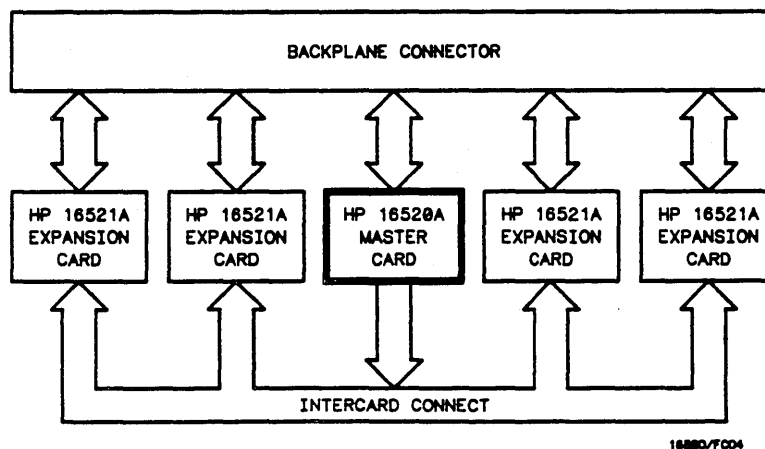 BACKPLANE CONNECTOR
HP 16521A
EXPANSION
CARD
HP 16521A
EXPANSION
CARD
HP 16520A
MASTER
CARD
HP 16521A
EXPANSION
CARD
HP 16521A
EXPANSION
CARD
INTERCARD CONNECT